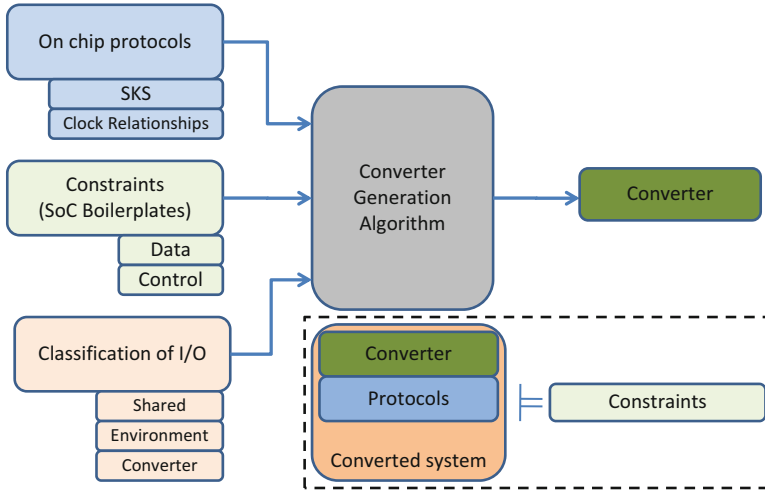 On chip protocols
SKS
Clock Relationships
Constraints
(SoC Boilerplates)
Data
Control
Classification of I/O
Shared
Environment
Converter
Converter
Generation
Algorithm
Converter
Converter
Protocols
Converted system
Constraints